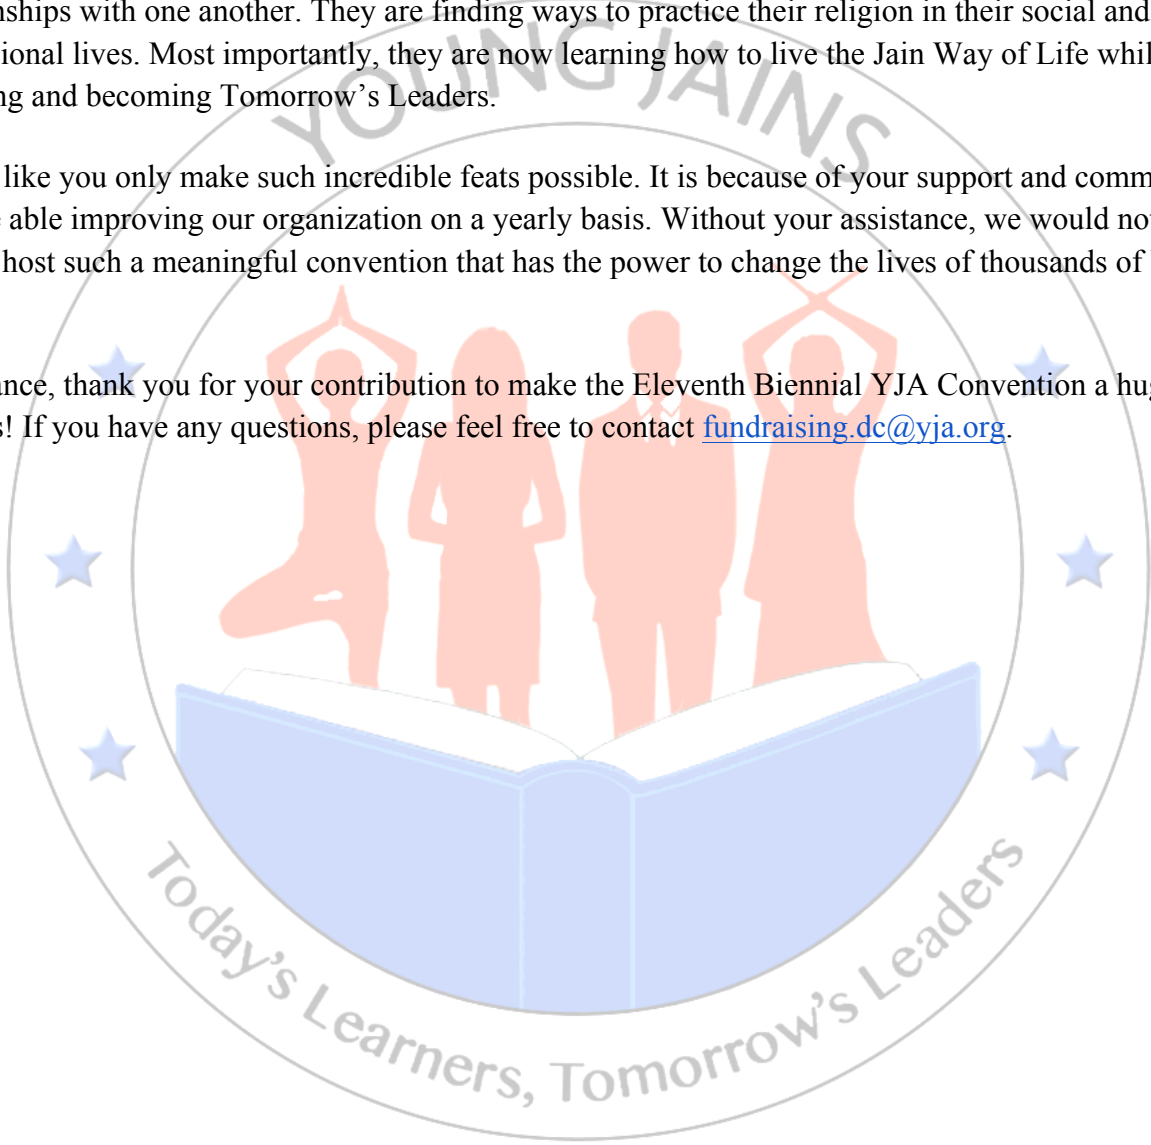 nships with one another. They are finding ways to practice their religion in their social and
ional lives. Most importantly, they are now learning how to live the Jain Way of Life whil
ng and becoming Tomorrow's Leaders.
like you only make such incredible feats possible. It is because of your support and comm
e able improving our organization on a yearly basis. Without your assistance, we would no
host such a meaningful convention that has the power to change the lives of thousands of
ance, thank you for your contribution to make the Eleventh Biennial YJA Convention a hug
s! If you have any questions, please feel free to contact fundraising.dc@yja.org.
YOUNG JAINS
Today's Learners, Tomorrow's Leaders